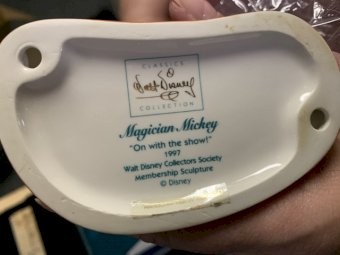 CLASSICS
Walt Disney
COLLECTION
Magician Mickey
"On with the show!"
1997
Walt Disney Collectors Society
Membership Sculpture
© Disney